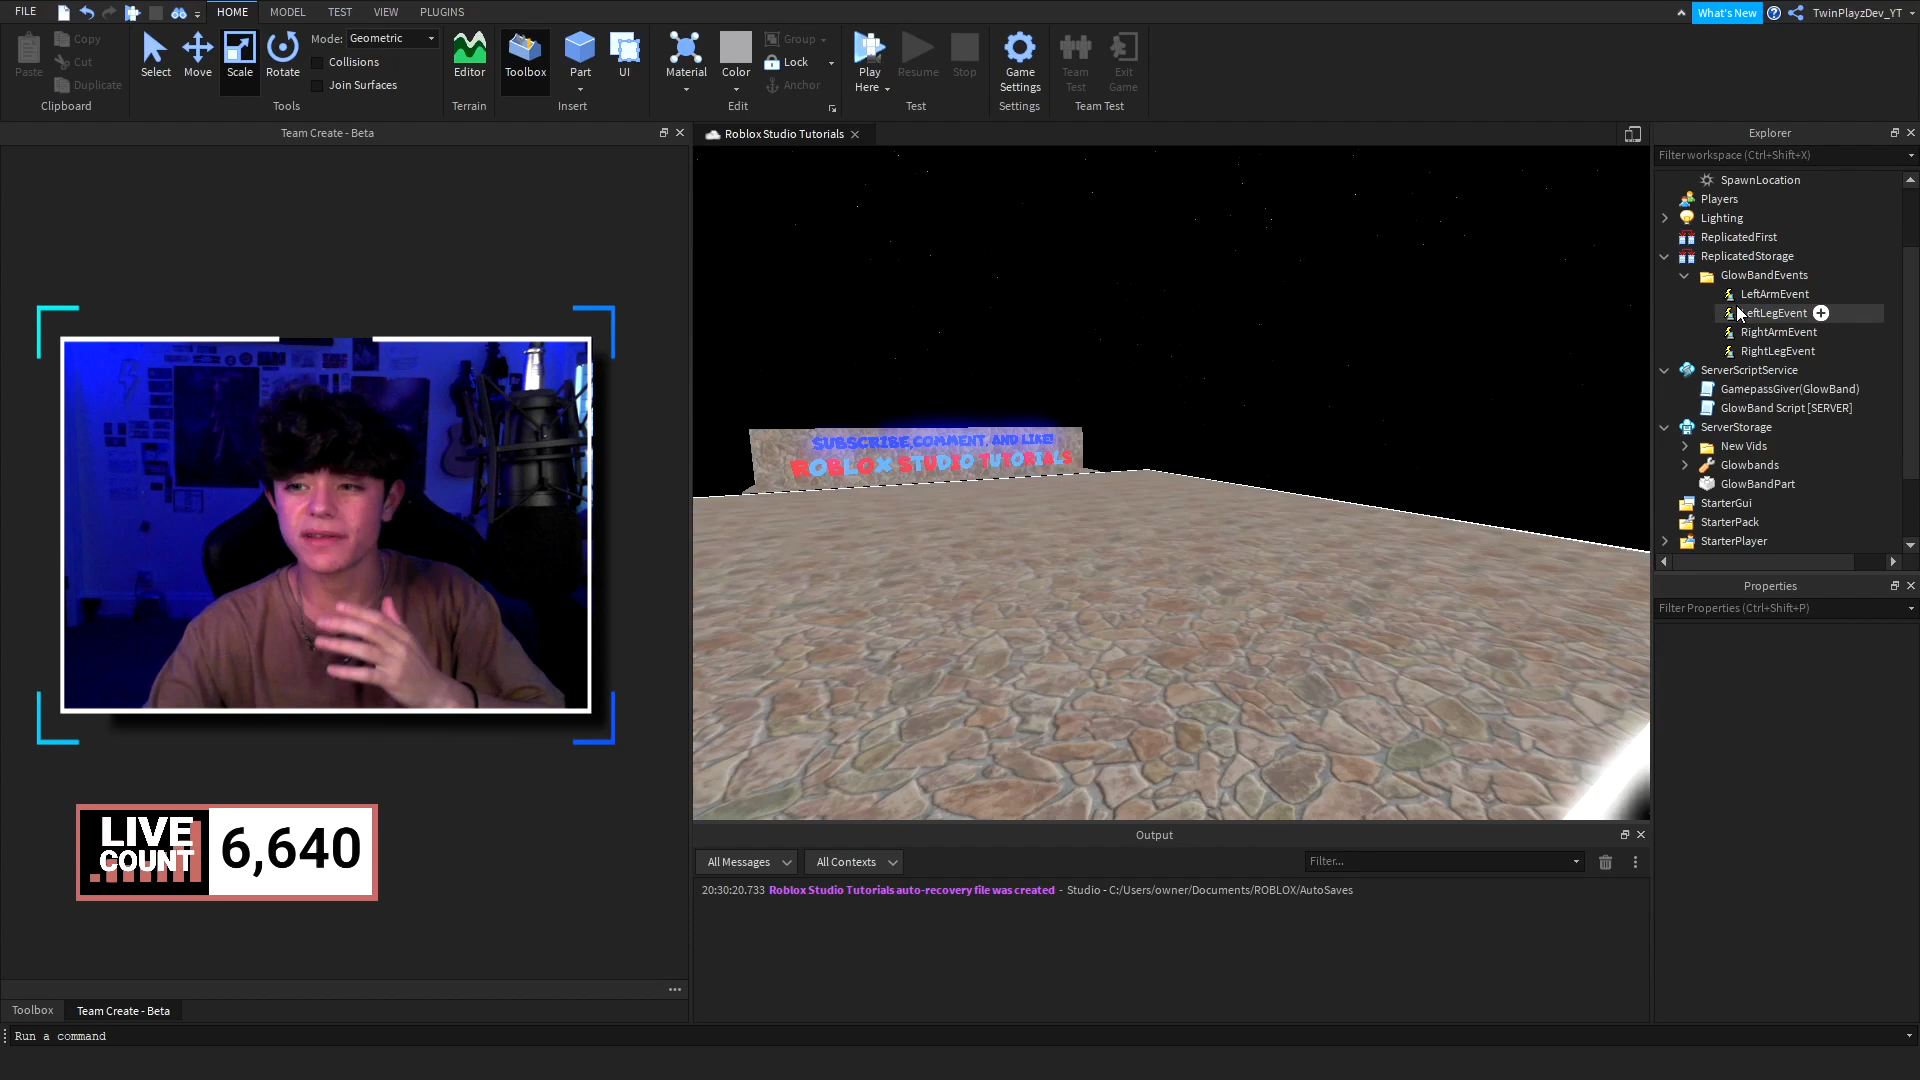 FILE
HOME
MODEL
TEST
VIEW
PLUGINS
What's New
TwinPlayzDev_YT
Paste
Copy
Cut
Duplicate
Clipboard
Select
Move
Scale
Rotate
Mode: Geometric
Collisions
Join Surfaces
Tools
Editor
Terrain
Toolbox
Part
UI
Insert
Material
Color
Group
Lock
Anchor
Edit
Play
Here
Resume
Stop
Test
Game
Settings
Settings
Team
Test
Exit
Game
Team Test
Team Create - Beta
Roblox Studio Tutorials
SUBSCRIBE,COMMENT, AND LIKE!
ROBLOX STUDIO TUTORIALS
LIVE
COUNT
6,640
Explorer
Filter workspace (Ctrl+Shift+X)
SpawnLocation
Players
Lighting
ReplicatedFirst
ReplicatedStorage
GlowBandEvents
LeftArmEvent
eftLegEvent
RightArmEvent
RightLegEvent
ServerScriptService
GamepassGiver(GlowBand)
GlowBand Script [SERVER]
ServerStorage
New Vids
Glowbands
GlowBandPart
StarterGui
StarterPack
StarterPlayer
Properties
Filter Properties (Ctrl+Shift+P)
Output
All Messages
All Contexts
Filter...
20:30:20.733 Roblox Studio Tutorials auto-recovery file was created - Studio - C:/Users/owner/Documents/ROBLOX/AutoSaves
Toolbox
Team Create - Beta
Run a command